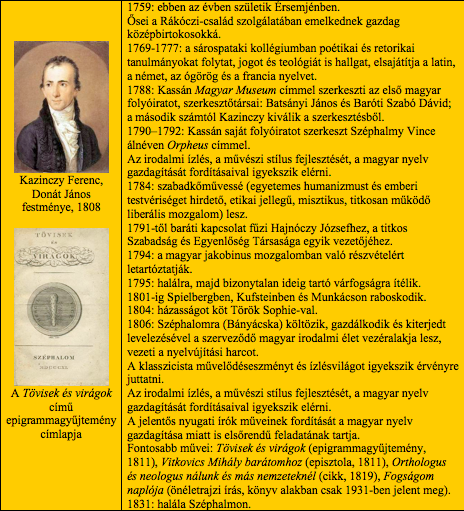 Kazinczy Ferenc,
Donát János
festménye, 1808
TÖVISEK
ÉS
VIRÁGOK
SZÉPHALOM
A Tövisek és virágok
című
epigrammagyűjtemény
címlapja
1759: ebben az évben születik Érsemjénben.
Ősei a Rákóczi-család szolgálatában emelkednek gazdag
középbirtokosokká.
1769-1777: a sárospataki kollégiumban poétikai és retorikai
tanulmányokat folytat, jogot és teológiát is hallgat, elsajátítja a latin,
a német, az ógörög és a francia nyelvet.
1788: Kassán Magyar Museum címmel szerkeszti az első magyar
folyóiratot, szerkesztőtársai: Batsányi János és Baróti Szabó Dávid;
a második számtól Kazinczy kiválik a szerkesztésből.
1790–1792: Kassán saját folyóiratot szerkeszt Széphalmy Vince
álnéven Orpheus címmel.
Az irodalmi ízlés, a művészi stílus fejlesztését, a magyar nyelv
gazdagítását fordításaival igyekszik elérni.
1784: szabadkőművessé (egyetemes humanizmust és emberi
testvériséget hirdető, etikai jellegű, misztikus, titkosan működő
liberális mozgalom) lesz.
1791-től baráti kapcsolat fűzi Hajnóczy Józsefhez, a titkos
Szabadság és Egyenlőség Társasága egyik vezetőjéhez.
1794: a magyar jakobinus mozgalomban való részvételért
letartóztatják.
1795: halálra, majd bizonytalan ideig tartó várfogságra ítélik.
1801-ig Spielbergben, Kufsteinben és Munkácson raboskodik.
1804: házasságot köt Török Sophie-val.
1806: Széphalomra (Bányácska) költözik, gazdálkodik és kiterjedt
levelezésével a szerveződő magyar irodalmi élet vezéralakja lesz,
vezeti a nyelvújítási harcot.
A klasszicista művelődéseszményt és ízlésvilágot igyekszik érvényre
juttatni.
Az irodalmi ízlés, a művészi stílus fejlesztését, a magyar nyelv
gazdagítását fordításaival igyekszik elérni.
A jelentős nyugati írók műveinek fordítását a magyar nyelv
gazdagítása miatt is elsőrendű feladatának tartja.
Fontosabb művei: Tövisek és virágok (epigrammagyűjtemény,
1811), Vitkovics Mihály barátomhoz (episztola, 1811), Orthologus
és neologus nálunk és más nemzeteknél (cikk, 1819), Fogságom
naplója (önéletrajzi írás, könyv alakban csak 1931-ben jelent meg).
1831: halála Széphalmon.